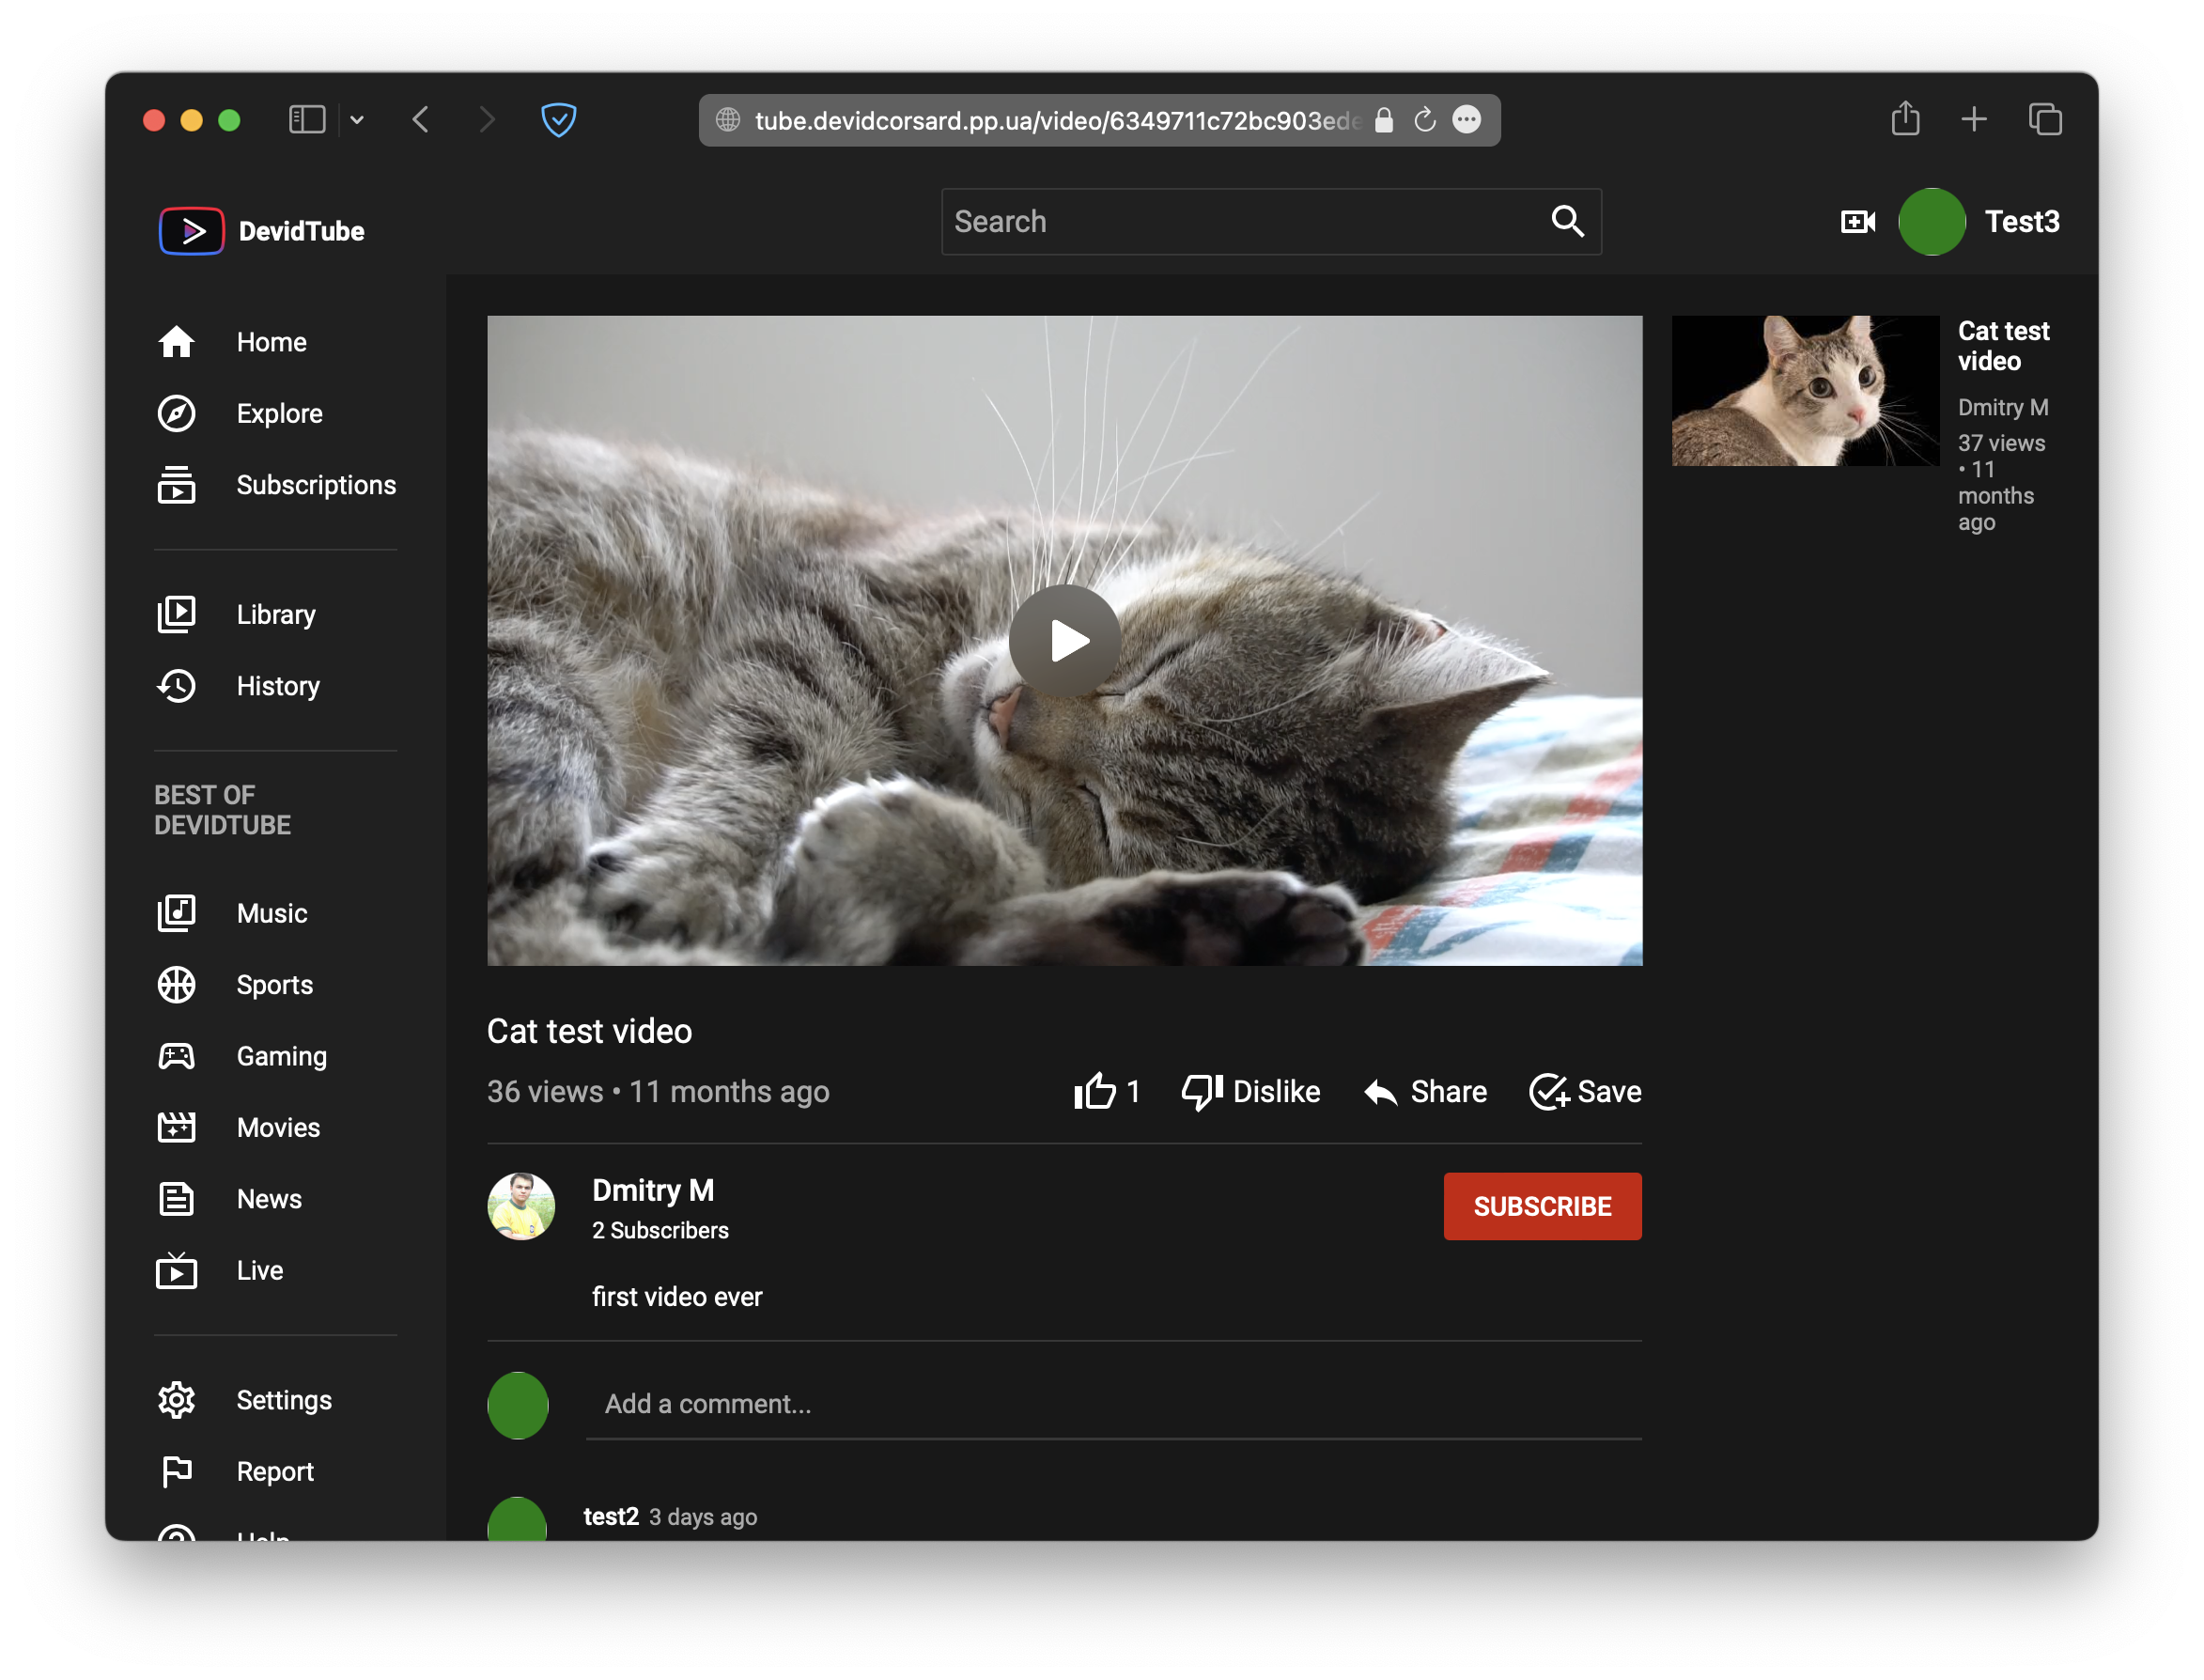 tube.devidcorsard.pp.ua/video/6349711c72bc903ede
DevidTube
Search
Test3
Home
Explore
Subscriptions
Library
History
BEST OF
DEVIDTUBE
Music
Sports
Gaming
Movies
News
Live
Settings
Report
Help
Cat test video
36 views • 11 months ago
1
Dislike
Share
Save
Dmitry M
2 Subscribers
SUBSCRIBE
first video ever
Add a comment...
test2 3 days ago
Cat test
video
Dmitry M
37 views
• 11
months
ago